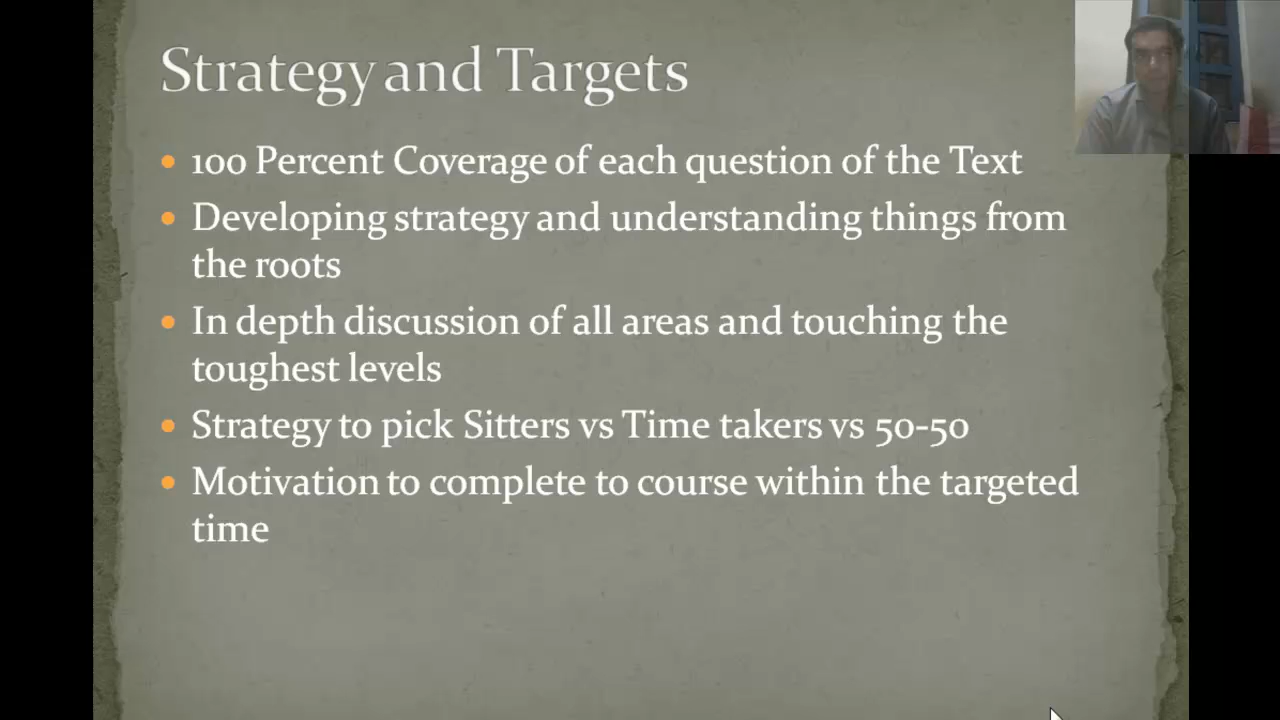 Strategy and Targets
100 Percent Coverage of each question of the Text
Developing strategy and understanding things from
the roots
In depth discussion of all areas and touching the
toughest levels
Strategy to pick Sitters vs Time takers vs 50-50
Motivation to complete to course within the targeted
time